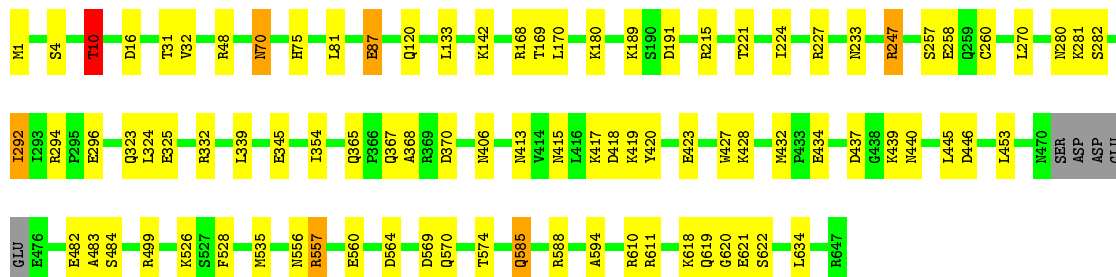 M1 S4 T10 D16 T31 V32 R48 N70 H75 L81 E87 Q120 L133 K142 R168 T169 L170 K180 K189 S190 D191 R215 T221 I224 R227 N233 R247 S257 E258 Q259 C260 L270 N280 K281 S282
I292 I293 R294 P295 E296 Q323 L324 E325 R332 L339 E345 I354 Q365 P366 Q367 A368 R369 D370 N406 N413 V414 N415 L416 K417 D418 K419 Y420 E423 W427 K428 M432 P433 E434 D437 G438 K439 N440 L445 D446 L453 N470 SER ASP ASP GLU
GLU E476 E482 A483 S484 R499 K526 S527 F528 M535 N556 R557 E560 D564 D569 Q570 T574 Q585 R588 A594 R610 R611 K618 Q619 G620 E621 S622 L634 R647